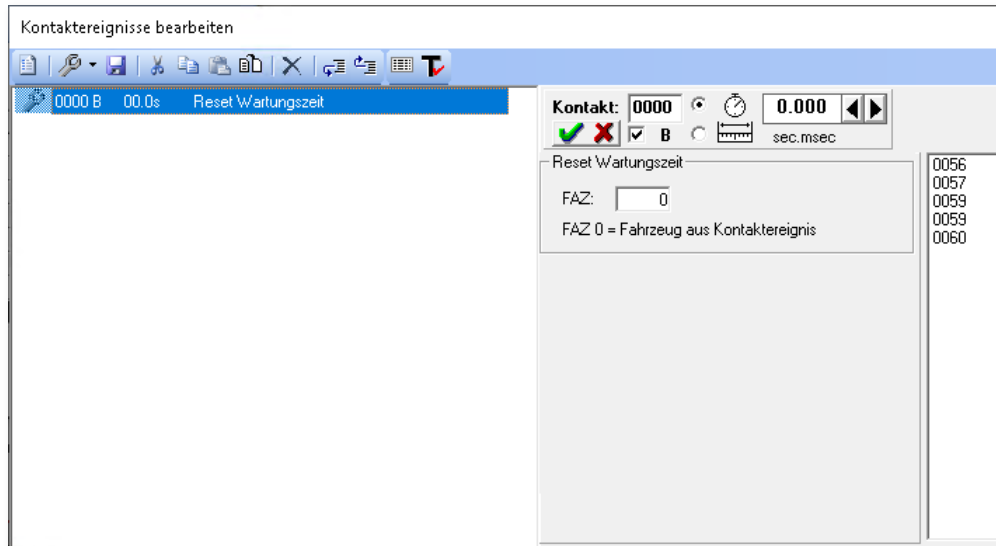 Kontaktereignisse bearbeiten
0000 B 00.0s Reset Wartungszeit
Kontakt: 0000 0.000
B sec.msec
Reset Wartungszeit
FAZ: 0
FAZ 0 = Fahrzeug aus Kontaktereignis
0056
0057
0059
0059
0060